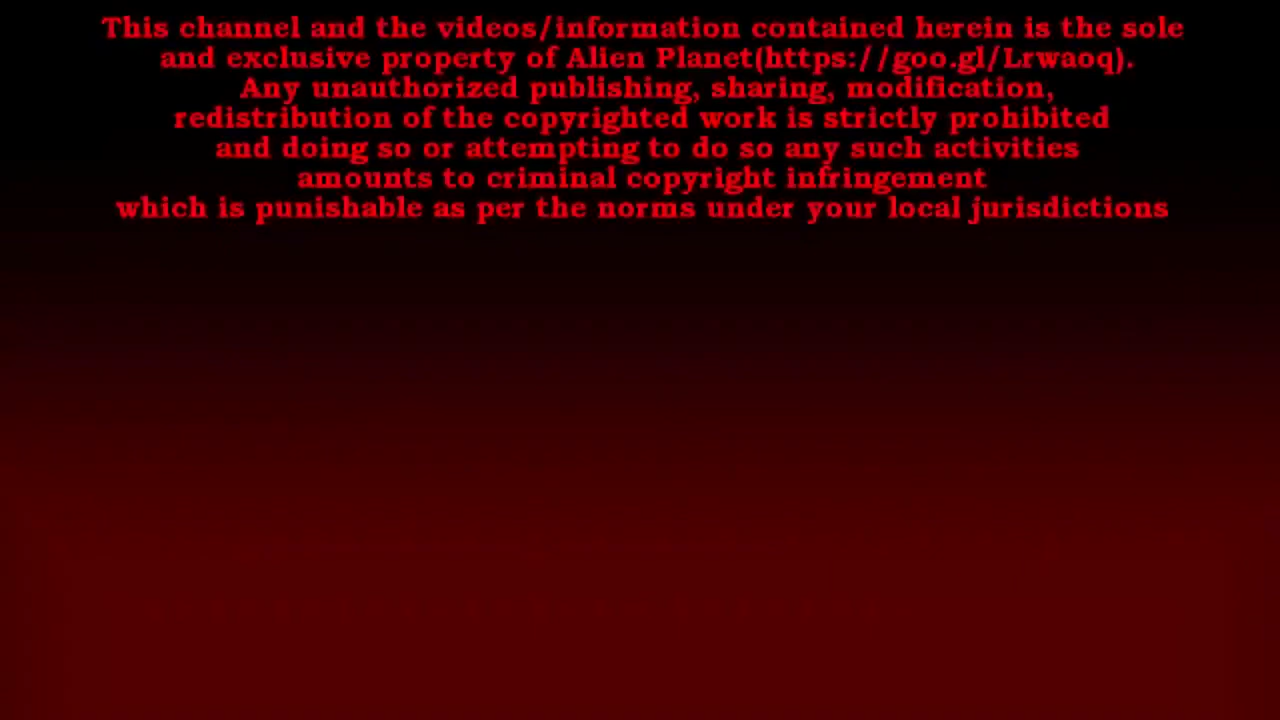 This channel and the videos/information contained herein is the sole
and exclusive property of Alien Planet(https://goo.gl/Lrwaoq).
Any unauthorized publishing, sharing, modification,
redistribution of the copyrighted work is strictly prohibited
and doing so or attempting to do so any such activities
amounts to criminal copyright infringement
which is punishable as per the norms under your local jurisdictions